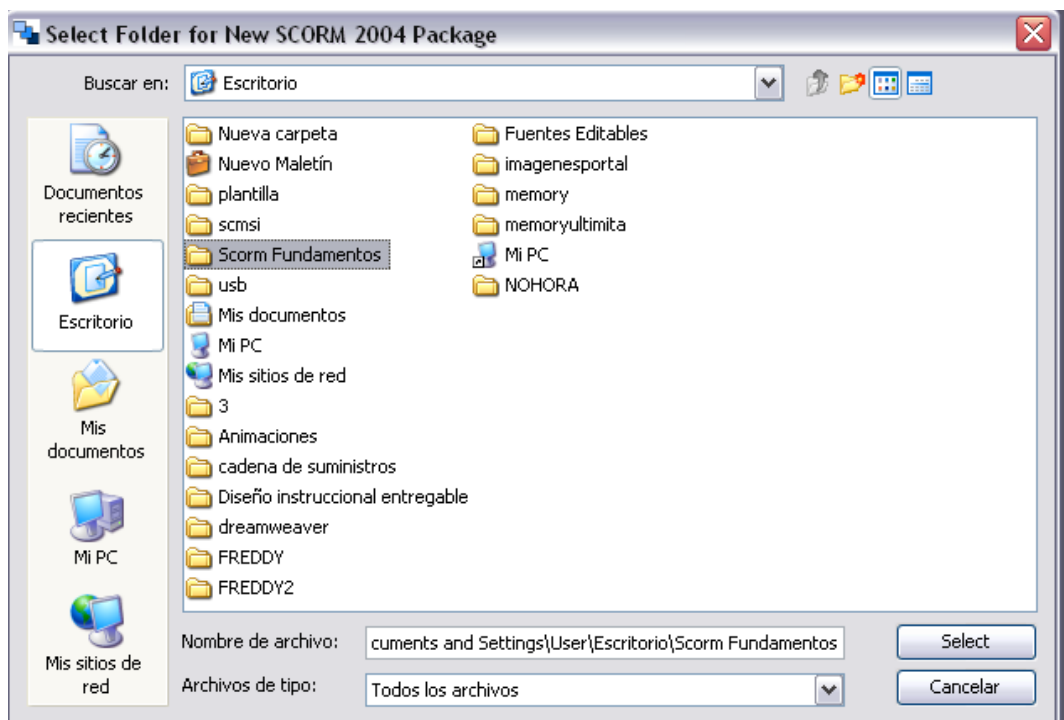 Select Folder for New SCORM 2004 Package
Buscar en:
Escritorio
Documentos
recientes
Escritorio
Mis
documentos
Mi PC
Mis sitios de
red
Nueva carpeta
Nuevo Maletín
plantilla
scmsi
Scorm Fundamentos
usb
Mis documentos
Mi PC
Mis sitios de red
3
Animaciones
cadena de suministros
Diseño instruccional entregable
dreamweaver
FREDDY
FREDDY2
Fuentes Editables
imagenesportal
memory
memoryultimita
Mi PC
NOHORA
Nombre de archivo:
cuments and Settings\User\Escritorio\Scorm Fundamentos
Select
Archivos de tipo:
Todos los archivos
Cancelar